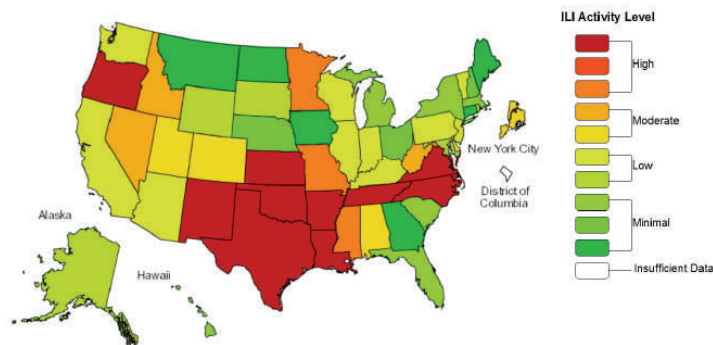 ILI Activity Level
High
Moderate
Low
Minimal
Insufficient Data
New York City
District of
Columbia
Alaska
Hawaii